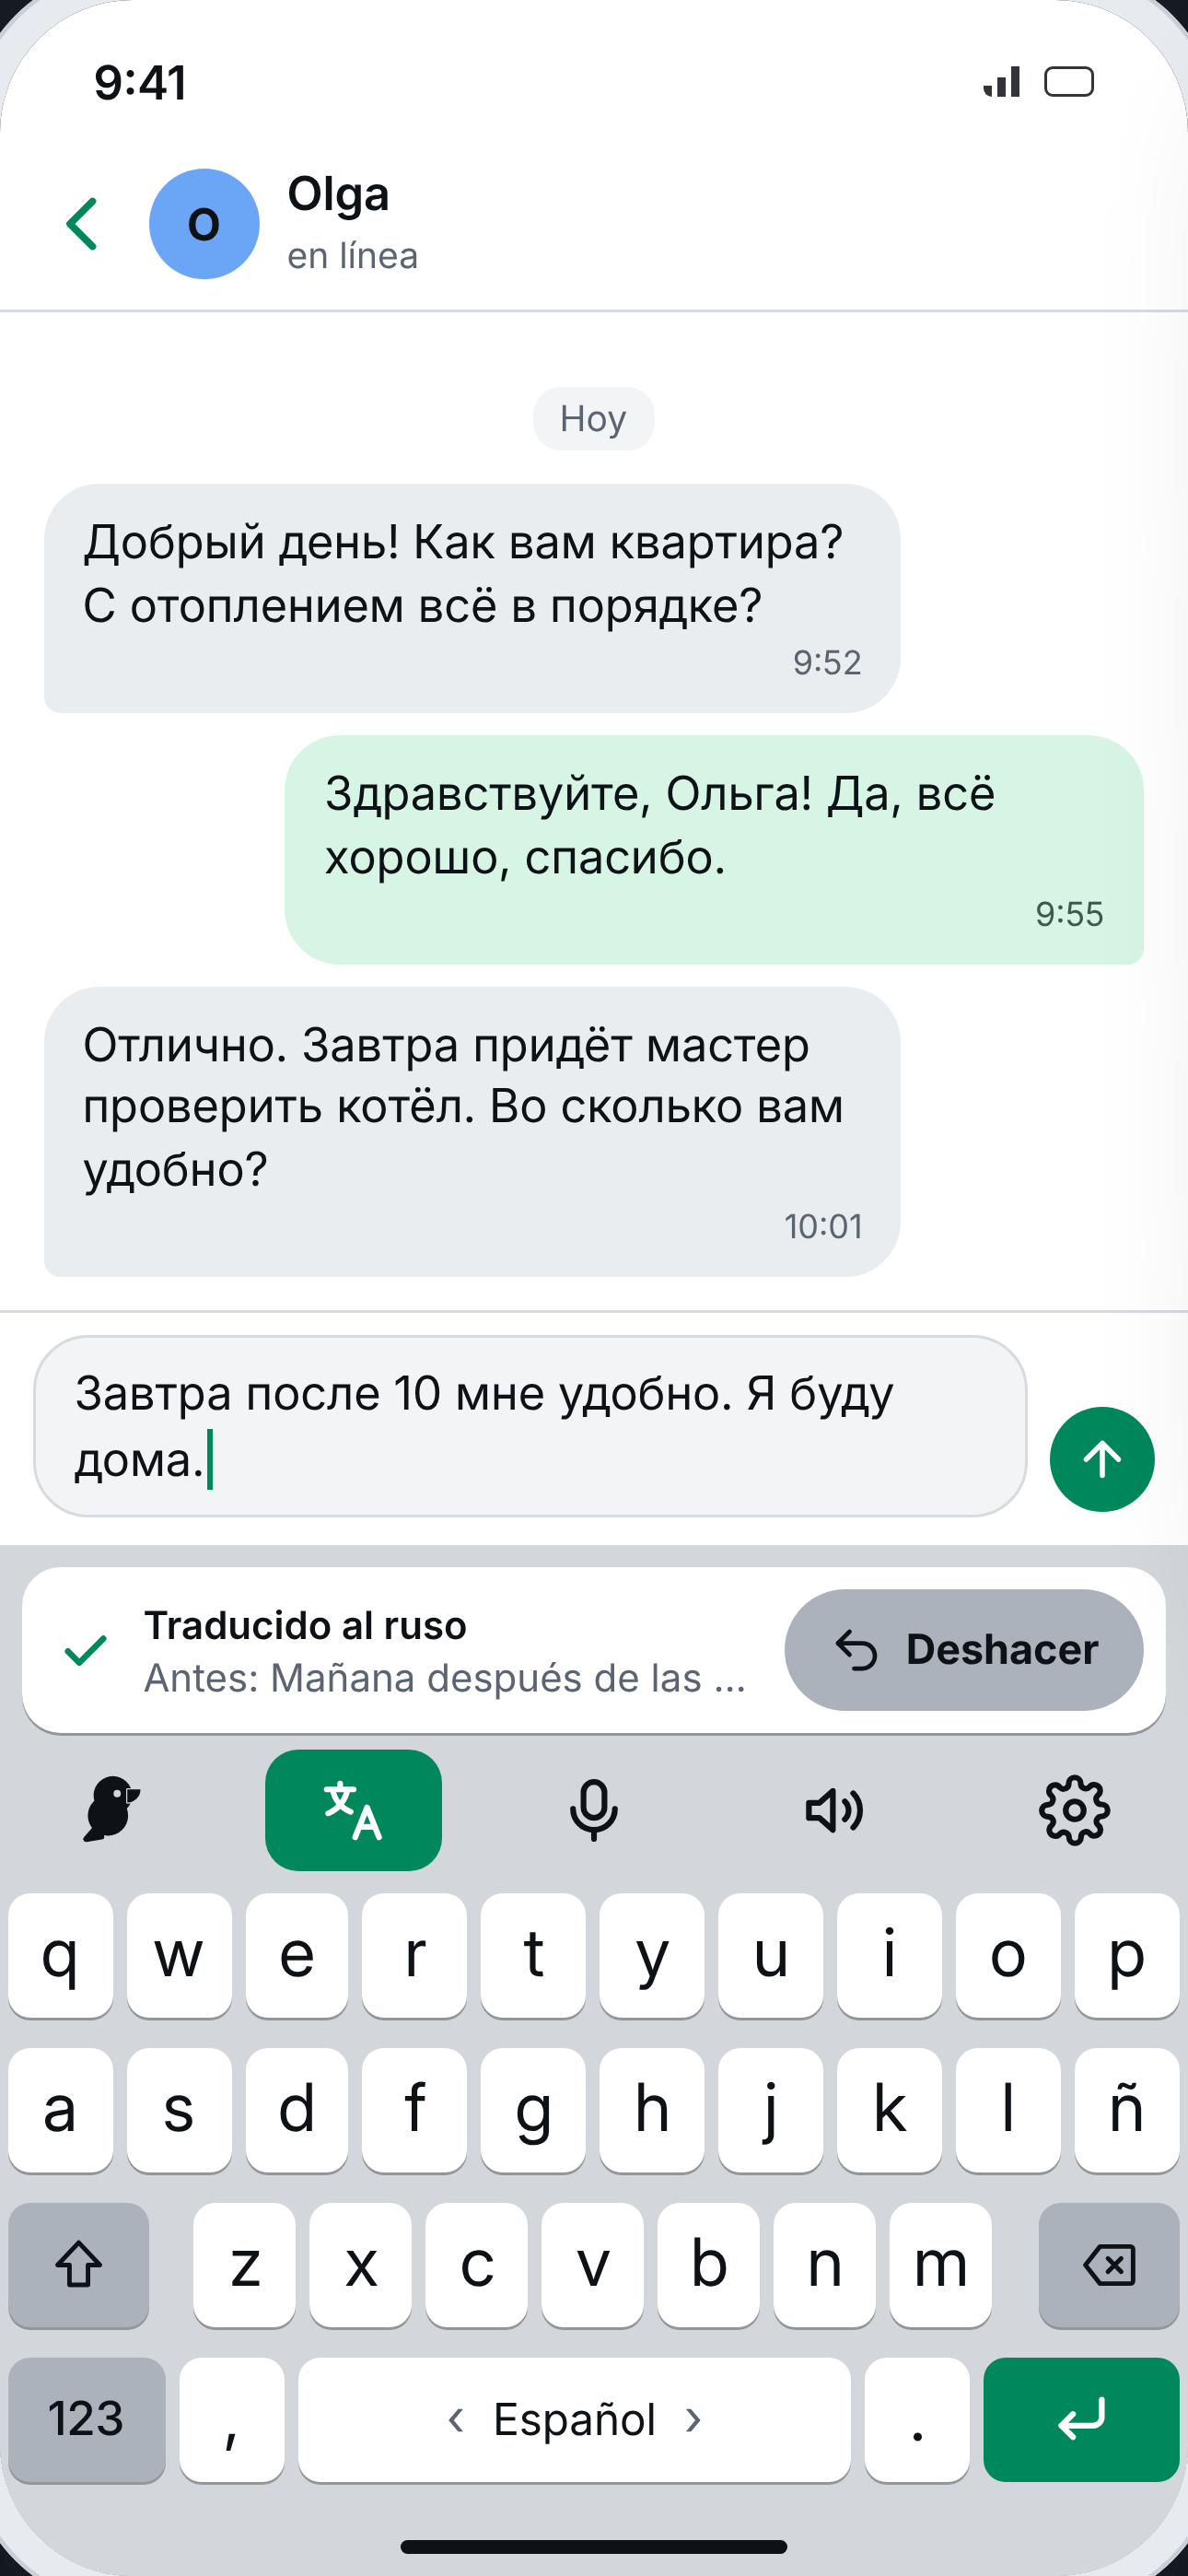 9:41
O
Olga
en línea
Hoy
Добрый день! Как вам квартира?
С отоплением всё в порядке?
9:52
Здравствуйте, Ольга! Да, всё
хорошо, спасибо.
9:55
Отлично. Завтра придёт мастер
проверить котёл. Во сколько вам
удобно?
10:01
Завтра после 10 мне удобно. Я буду
дома.
Traducido al ruso
Antes: Mañana después de las ...
Deshacer
q w e r t y u i o p
a s d f g h j k l ñ
z x c v b n m
123 , ‹ Español › .